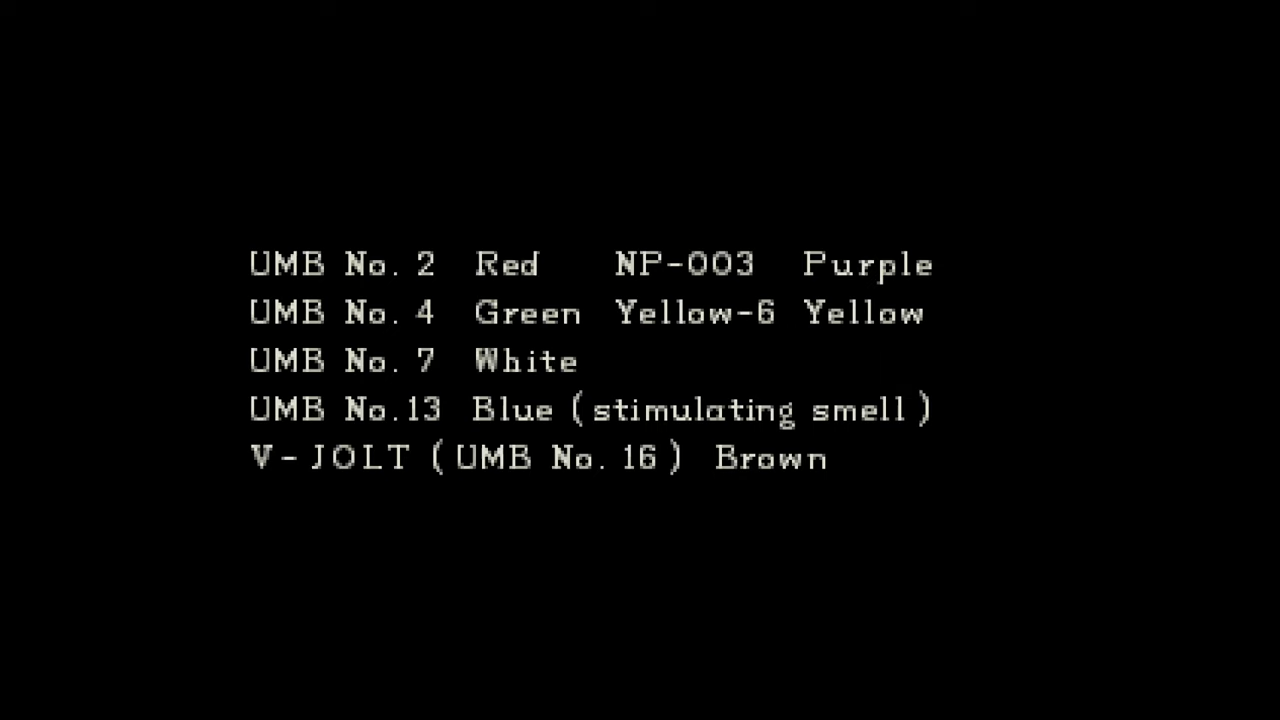 UMB No. 2 Red NP-003 Purple
UMB No. 4 Green Yellow-6 Yellow
UMB No. 7 White
UMB No.13 Blue (stimulating smell)
V-JOLT (UMB No. 16) Brown